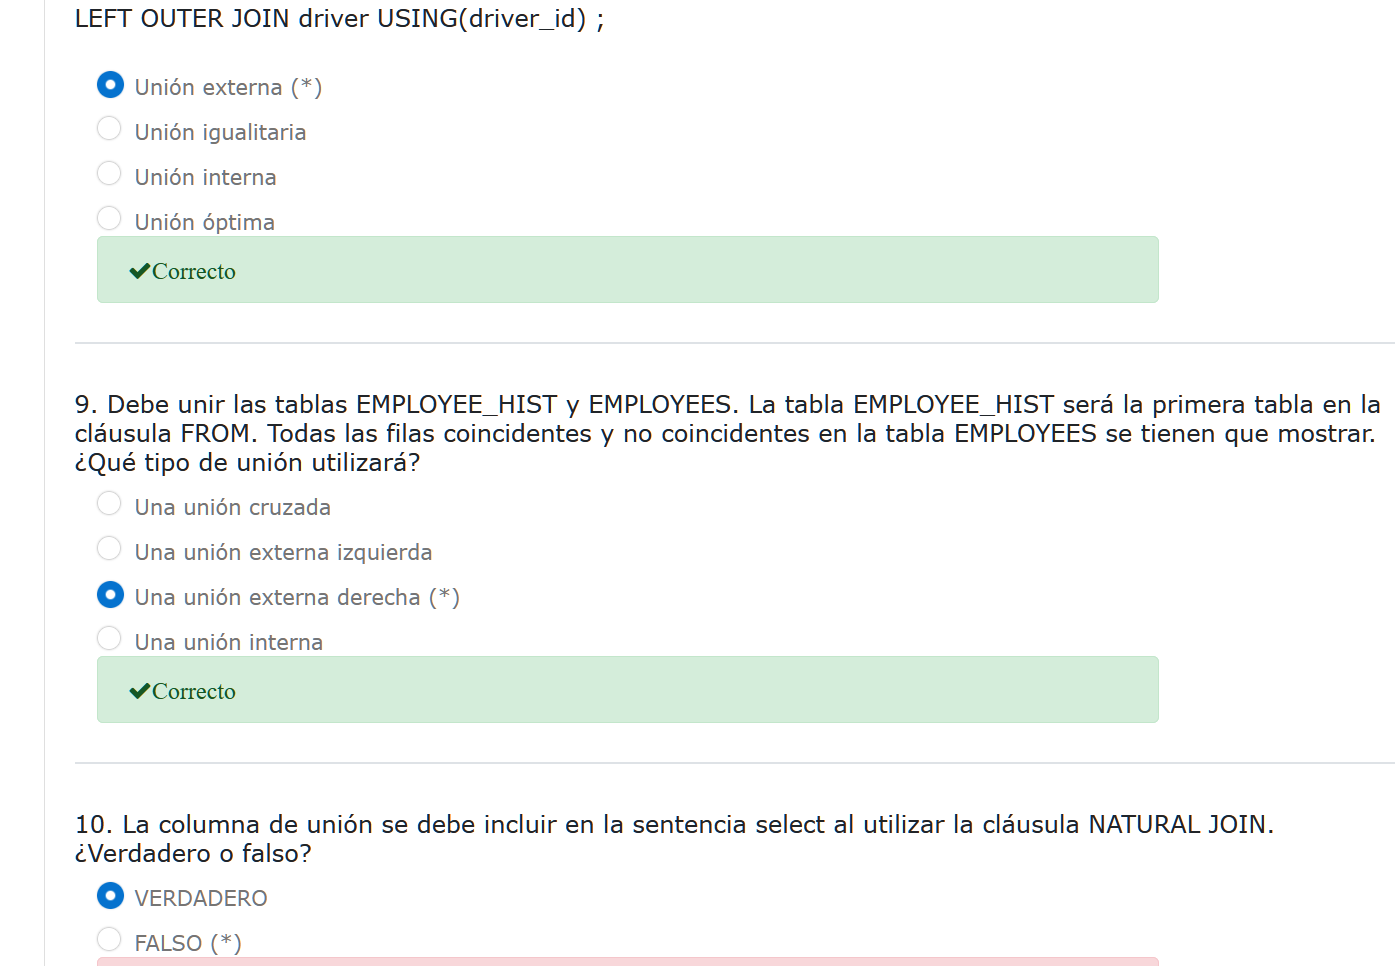 LEFT OUTER JOIN driver USING(driver_id) ;
Unión externa (*)
Unión igualitaria
Unión interna
Unión óptima
✔Correcto
9. Debe unir las tablas EMPLOYEE_HIST y EMPLOYEES. La tabla EMPLOYEE_HIST será la primera tabla en la
cláusula FROM. Todas las filas coincidentes y no coincidentes en la tabla EMPLOYEES se tienen que mostrar.
¿Qué tipo de unión utilizará?
Una unión cruzada
Una unión externa izquierda
Una unión externa derecha (*)
Una unión interna
✔Correcto
10. La columna de unión se debe incluir en la sentencia select al utilizar la cláusula NATURAL JOIN.
¿Verdadero o falso?
VERDADERO
FALSO (*)